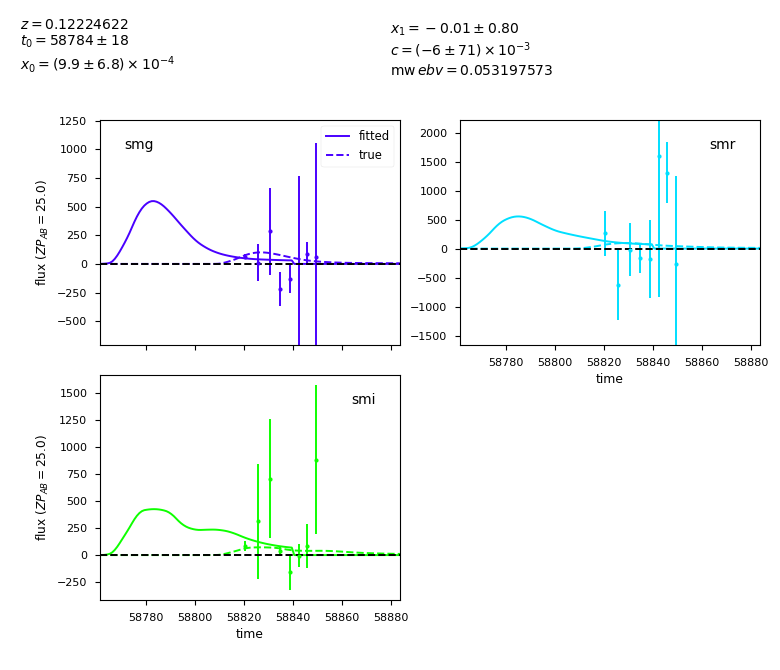 z = 0.12224622
t₀ = 58784 ± 18
x₀ = (9.9 ± 6.8) × 10⁻⁴
x₁ = −0.01 ± 0.80
c = (−6 ± 71) × 10⁻³
mw ebv = 0.053197573
smg
fitted
true
flux (ZP_AB = 25.0)
1250
1000
750
500
250
0
−250
−500
smr
2000
1500
1000
500
0
−500
−1000
−1500
58780 58800 58820 58840 58860 58880
time
smi
flux (ZP_AB = 25.0)
1500
1250
1000
750
500
250
0
−250
58780 58800 58820 58840 58860 58880
time